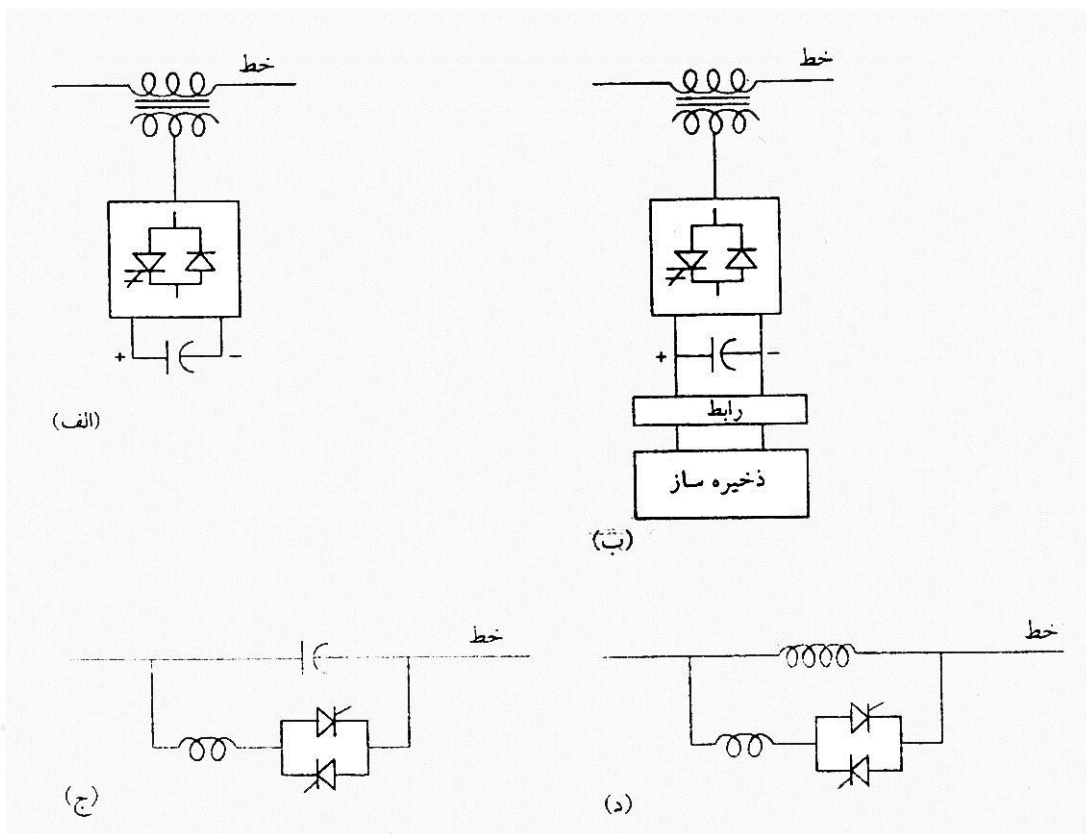 خط
خط
+ -
(الف)
+ -
رابط
ذخیره ساز
(ب)
خط
خط
(ج)
(د)